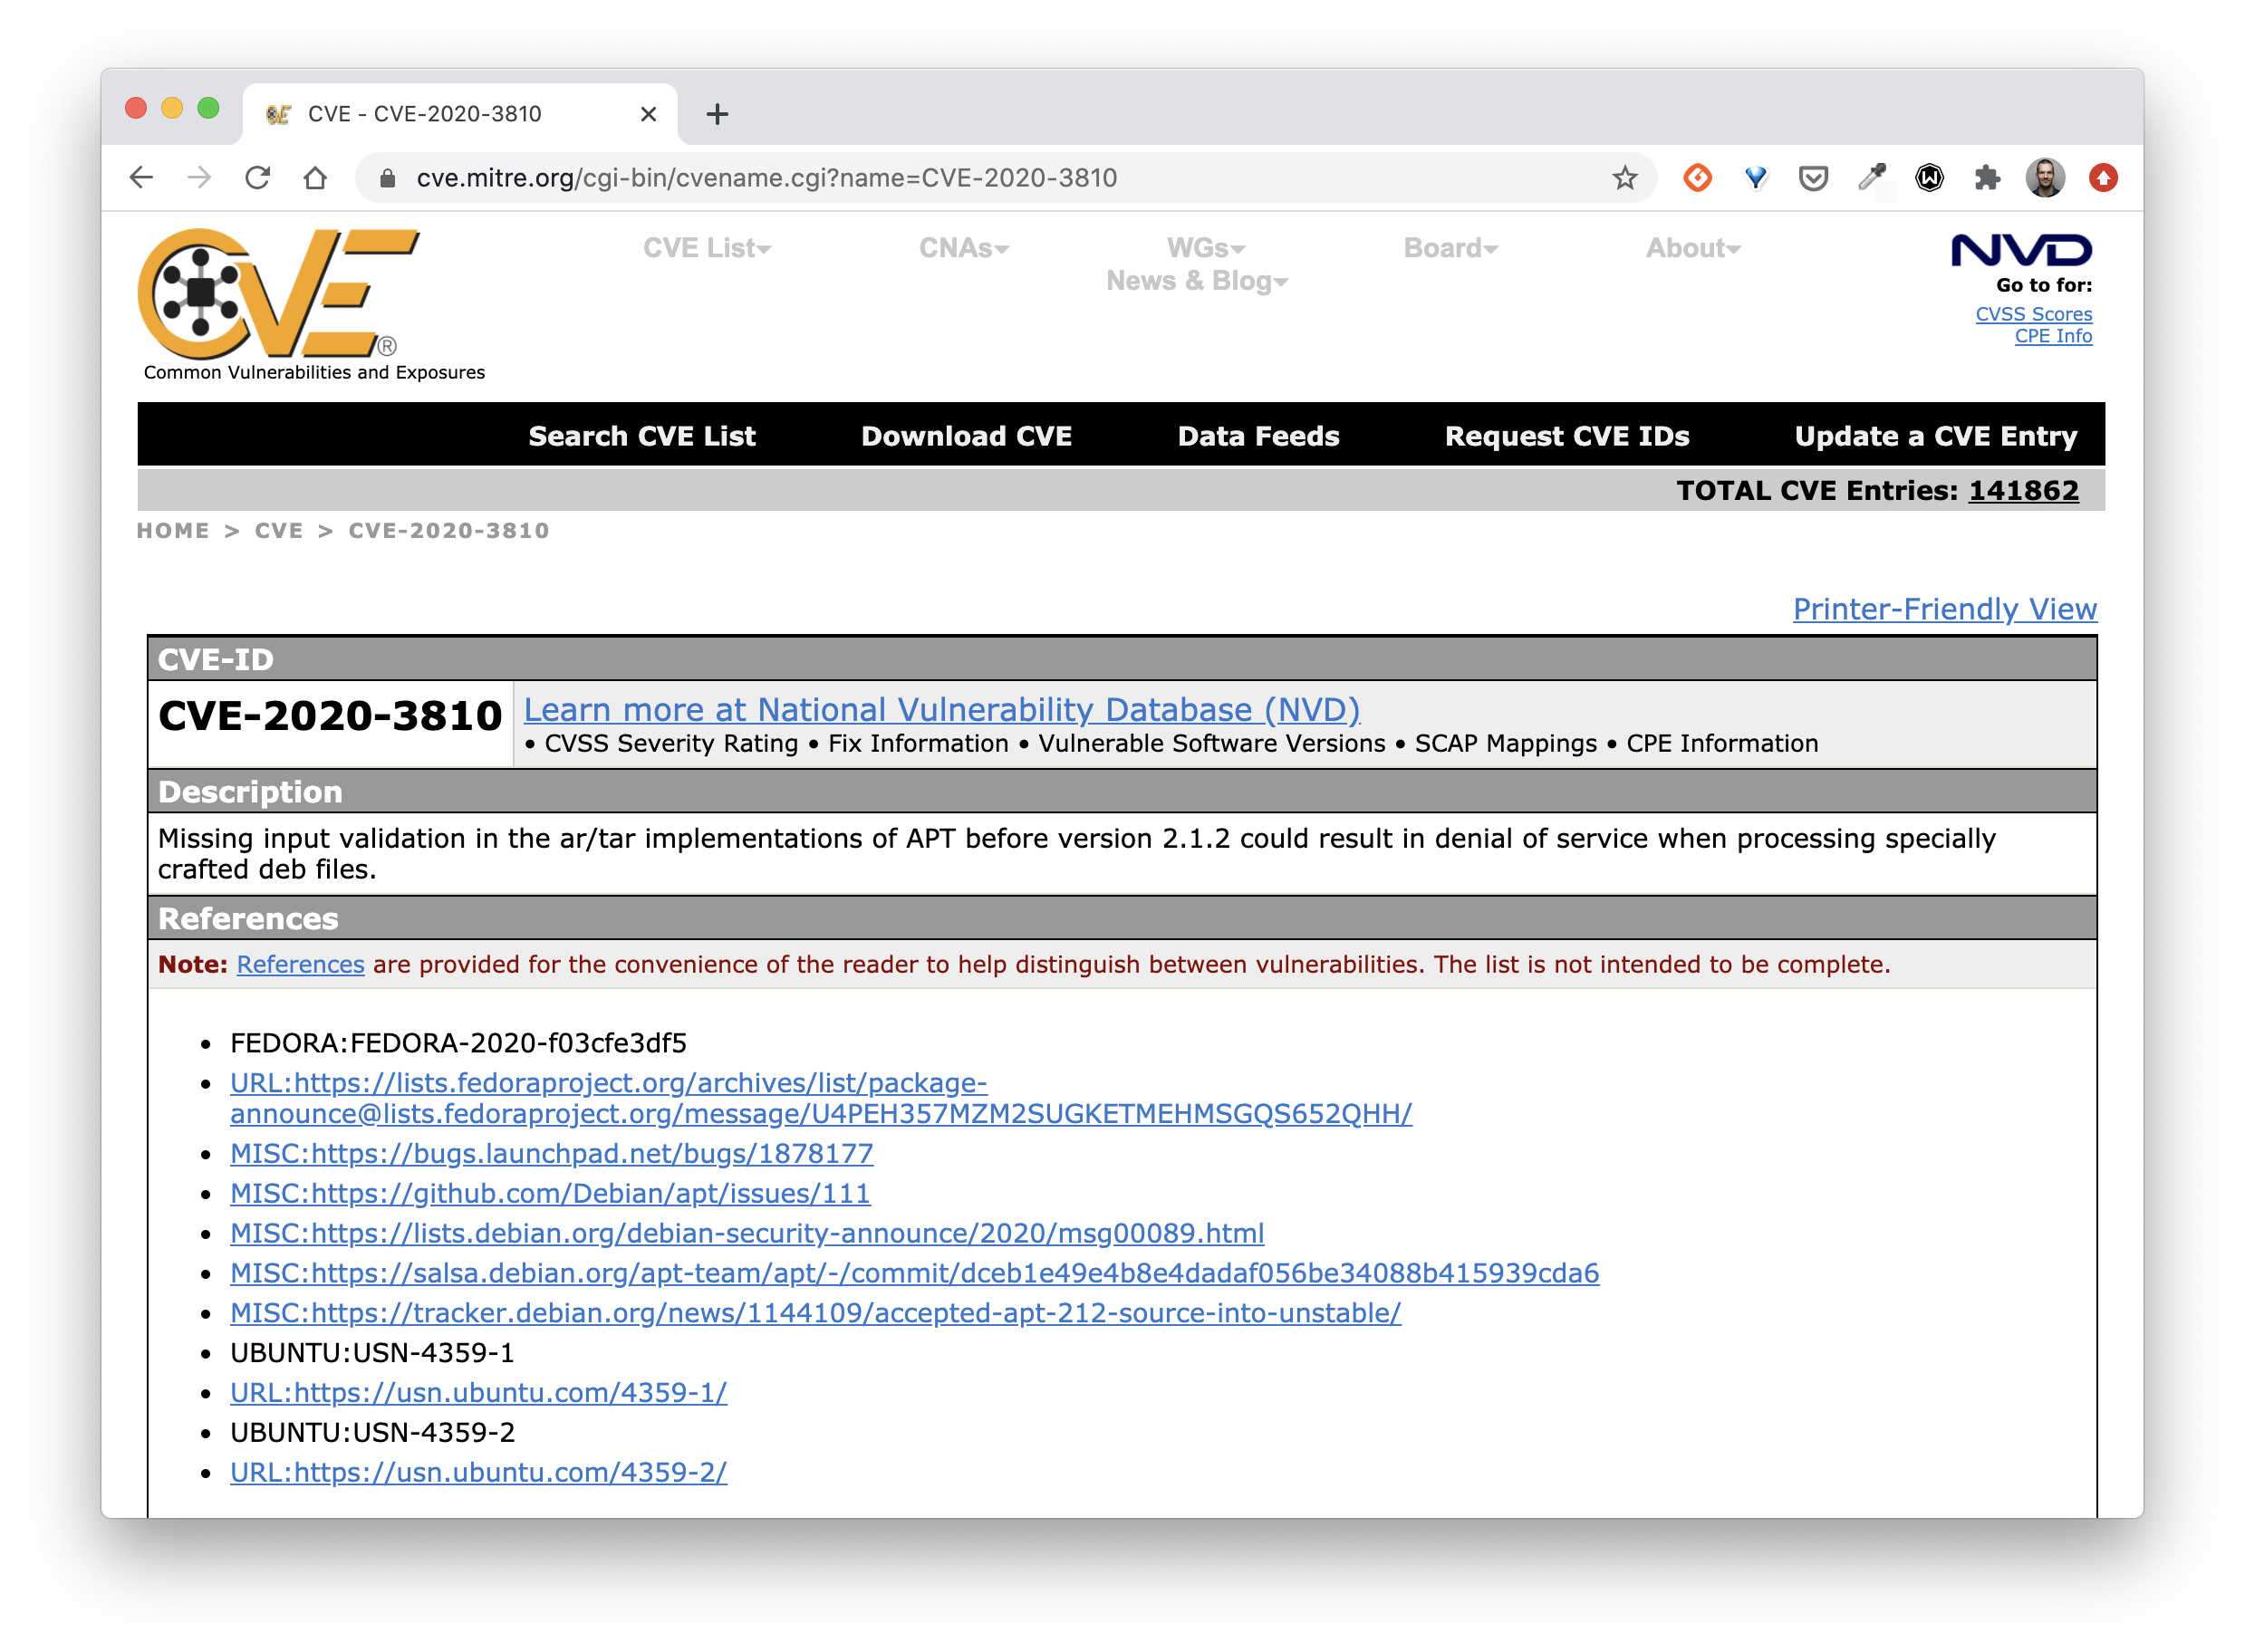 CVE - CVE-2020-3810
cve.mitre.org/cgi-bin/cvename.cgi?name=CVE-2020-3810
CVE®
Common Vulnerabilities and Exposures
CVE List CNAs WGs Board About
News & Blog
NVD
Go to for:
CVSS Scores
CPE Info
Search CVE List Download CVE Data Feeds Request CVE IDs Update a CVE Entry
TOTAL CVE Entries: 141862
HOME > CVE > CVE-2020-3810
Printer-Friendly View
CVE-ID
CVE-2020-3810
Learn more at National Vulnerability Database (NVD)
• CVSS Severity Rating • Fix Information • Vulnerable Software Versions • SCAP Mappings • CPE Information
Description
Missing input validation in the ar/tar implementations of APT before version 2.1.2 could result in denial of service when processing specially
crafted deb files.
References
Note: References are provided for the convenience of the reader to help distinguish between vulnerabilities. The list is not intended to be complete.
• FEDORA:FEDORA-2020-f03cfe3df5
• URL:https://lists.fedoraproject.org/archives/list/package-
announce@lists.fedoraproject.org/message/U4PEH357MZM2SUGKETMEHMSGQS652QHH/
• MISC:https://bugs.launchpad.net/bugs/1878177
• MISC:https://github.com/Debian/apt/issues/111
• MISC:https://lists.debian.org/debian-security-announce/2020/msg00089.html
• MISC:https://salsa.debian.org/apt-team/apt/-/commit/dceb1e49e4b8e4dadaf056be34088b415939cda6
• MISC:https://tracker.debian.org/news/1144109/accepted-apt-212-source-into-unstable/
• UBUNTU:USN-4359-1
• URL:https://usn.ubuntu.com/4359-1/
• UBUNTU:USN-4359-2
• URL:https://usn.ubuntu.com/4359-2/